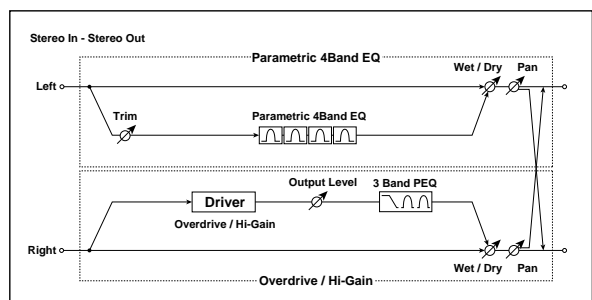 Stereo In - Stereo Out
Parametric 4Band EQ
Wet / Dry
Pan
Left
Trim
Parametric 4Band EQ
Driver
Output Level
3 Band PEQ
Overdrive / Hi-Gain
Right
Wet / Dry
Pan
Overdrive / Hi-Gain